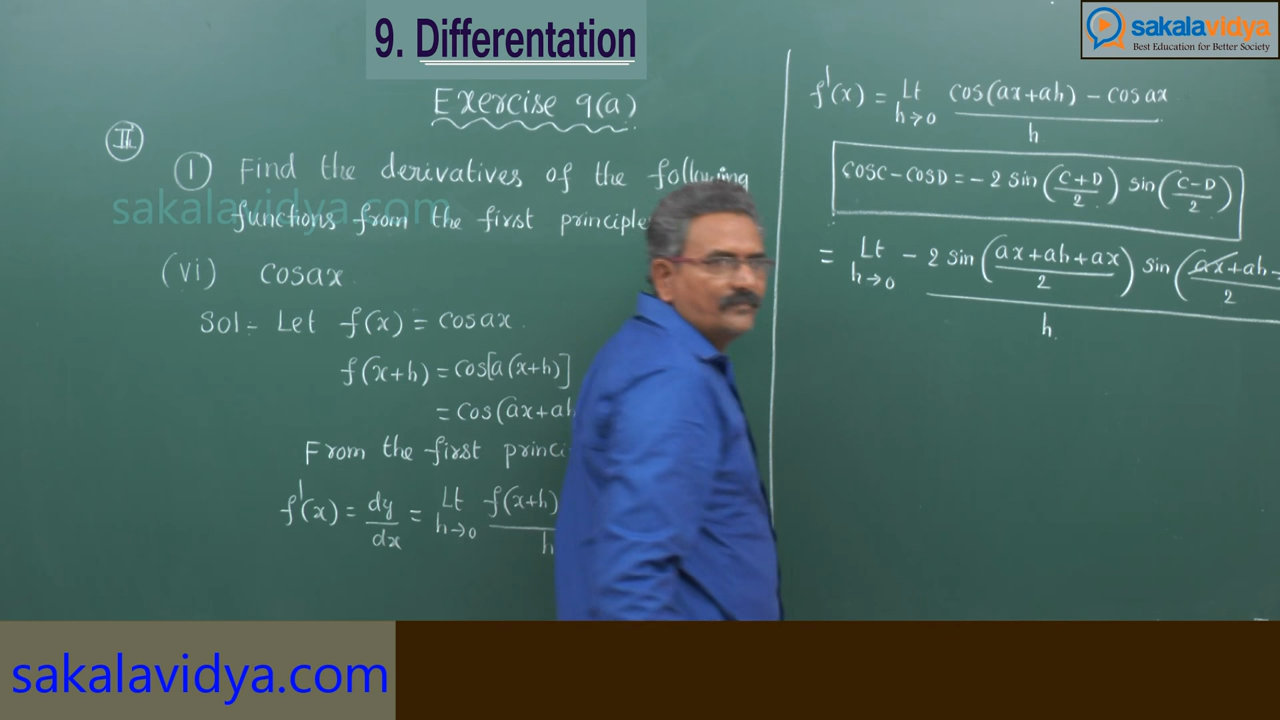 9. Differentation
sakalavidya
Best Education for Better Society
Exercise 9(a)
II
① Find the derivatives of the following
functions from the first principle
sakalavidya.com
(vi) cosax
Sol- Let f(x) = cosax.
f(x+h) = cos[a(x+h)]
= cos(ax+ah
From the first princi
f'(x) = dy/dx = Lt h→0 f(x+h) / h
f'(x) = Lt h→0 cos(ax+ah) - cosax / h
cosC - cosD = -2 sin(C+D/2) sin(C-D/2)
= Lt h→0 -2 sin(ax+ah+ax/2) sin(ax+ah-/2 / h.
sakalavidya.com